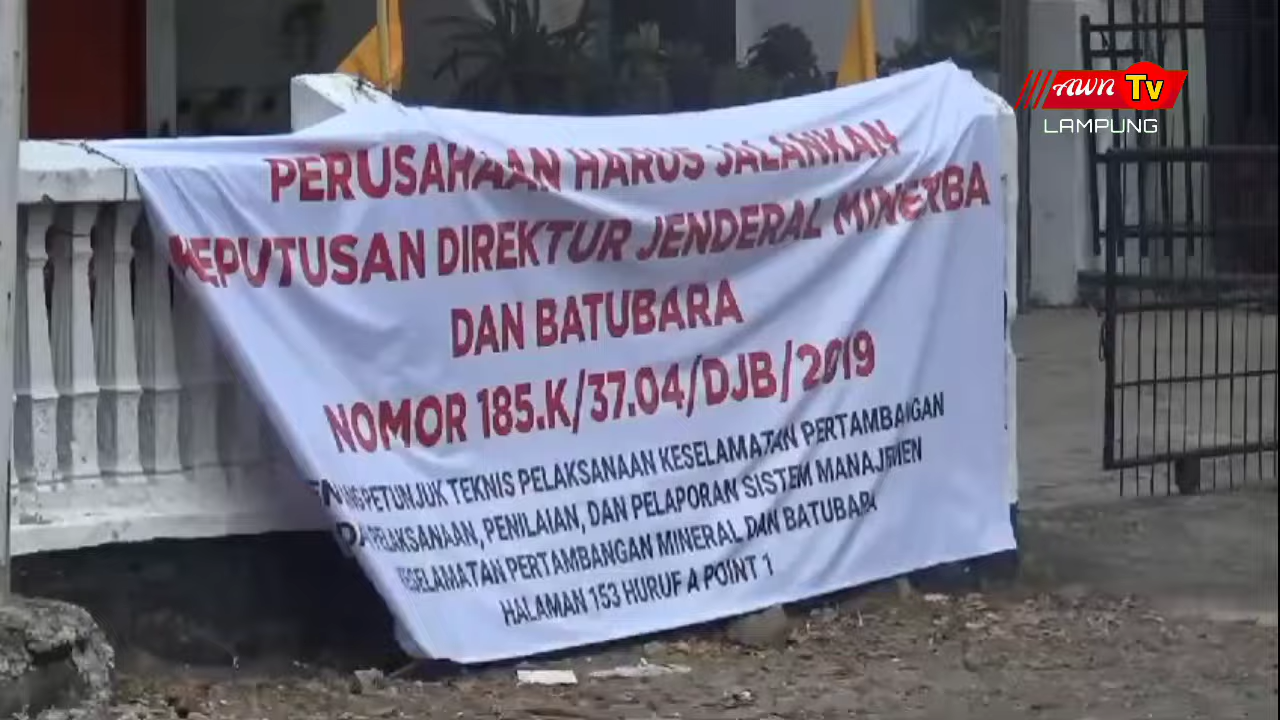 AWN TV
LAMPUNG
PERUSAHAAN HARUS JALANKAN
KEPUTUSAN DIREKTUR JENDERAL MINERBA
DAN BATUBARA
NOMOR 185.K/37.04/DJB/2019
PETUNJUK TEKNIS PELAKSANAAN KESELAMATAN PERTAMBANGAN
PELAKSANAAN, PENILAIAN, DAN PELAPORAN SISTEM MANAJEMEN
KESELAMATAN PERTAMBANGAN MINERAL DAN BATUBARA
HALAMAN 153 HURUF A POINT 1